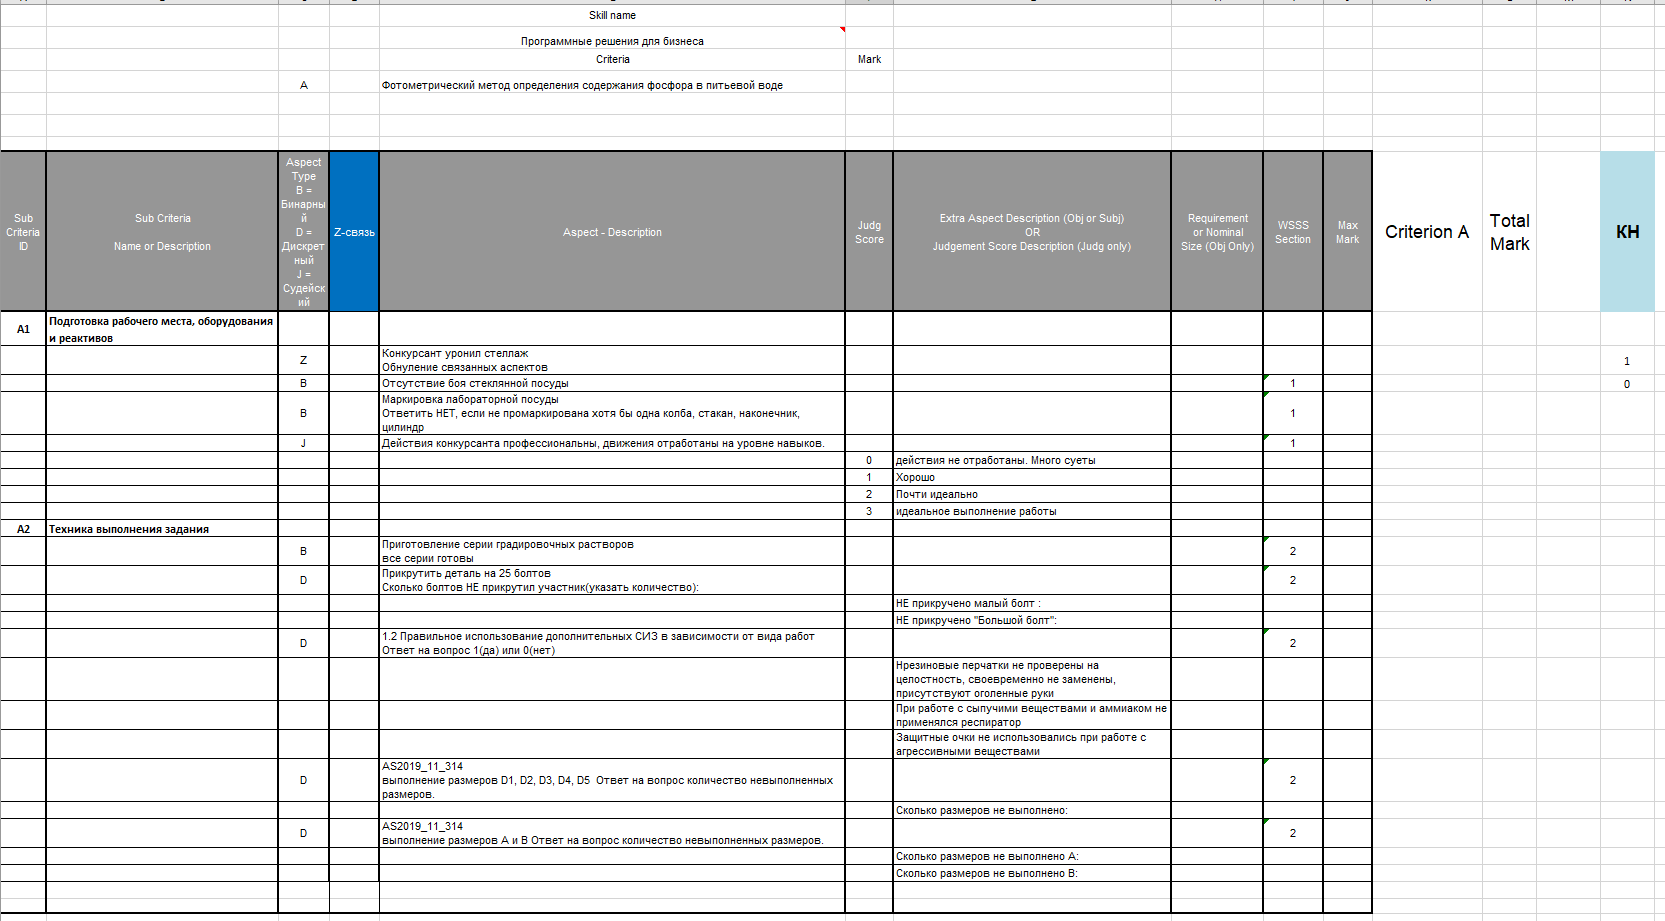 Skill name
Программные решения для бизнеса
Criteria
Mark
A
Фотометрический метод определения содержания фосфора в питьевой воде
Sub
Criteria
ID
Sub Criteria
Name or Description
Aspect
Type
B =
Бинарны
й
D =
Дискрет
ный
J =
Судейск
ий
Z-связь
Aspect - Description
Judg
Score
Extra Aspect Description (Obj or Subj)
OR
Judgement Score Description (Judg only)
Requirement
or Nominal
Size (Obj Only)
WSSS
Section
Max
Mark
Criterion A
Total
Mark
КН
A1
Подготовка рабочего места, оборудования
и реактивов
Z
Конкурсант уронил стеллаж
Обнуление связанных аспектов
1
B
Отсутствие боя стеклянной посуды
1
0
B
Маркировка лабораторной посуды
Ответить НЕТ, если не промаркирована хотя бы одна колба, стакан, наконечник,
цилиндр
1
J
Действия конкурсанта профессиональны, движения отработаны на уровне навыков.
1
0
действия не отработаны. Много суеты
1
Хорошо
2
Почти идеально
3
идеальное выполнение работы
A2
Техника выполнения задания
B
Приготовление серии градировочных растворов
все серии готовы
2
D
Прикрутить деталь на 25 болтов
Сколько болтов НЕ прикрутил участник(указать количество):
2
НЕ прикручено малый болт :
НЕ прикручено "Большой болт":
D
1.2 Правильное использование дополнительных СИЗ в зависимости от вида работ
Ответ на вопрос 1(да) или 0(нет)
2
Нрезиновые перчатки не проверены на
целостность, своевременно не заменены,
присутствуют оголенные руки
При работе с сыпучими веществами и аммиаком не
применялся респиратор
Защитные очки не использовались при работе с
агрессивными веществами
D
AS2019_11_314
выполнение размеров D1, D2, D3, D4, D5 Ответ на вопрос количество невыполненных
размеров.
2
Сколько размеров не выполнено:
D
AS2019_11_314
выполнение размеров А и В Ответ на вопрос количество невыполненных размеров.
2
Сколько размеров не выполнено А:
Сколько размеров не выполнено В: